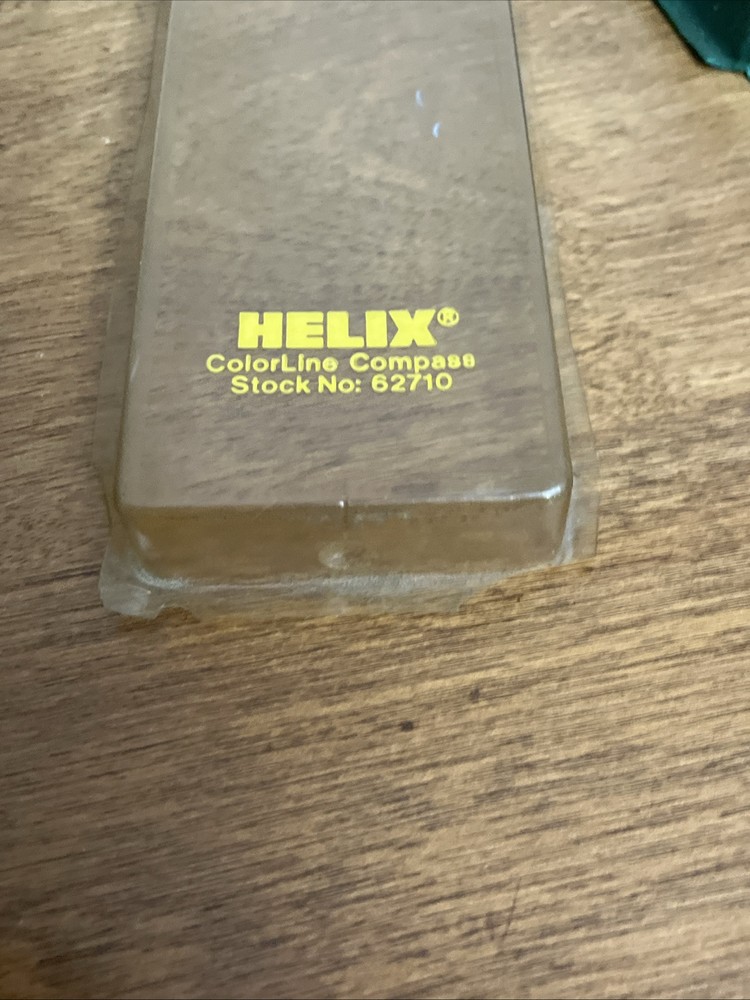 HELIX®
ColorLine Compass
Stock No: 62710